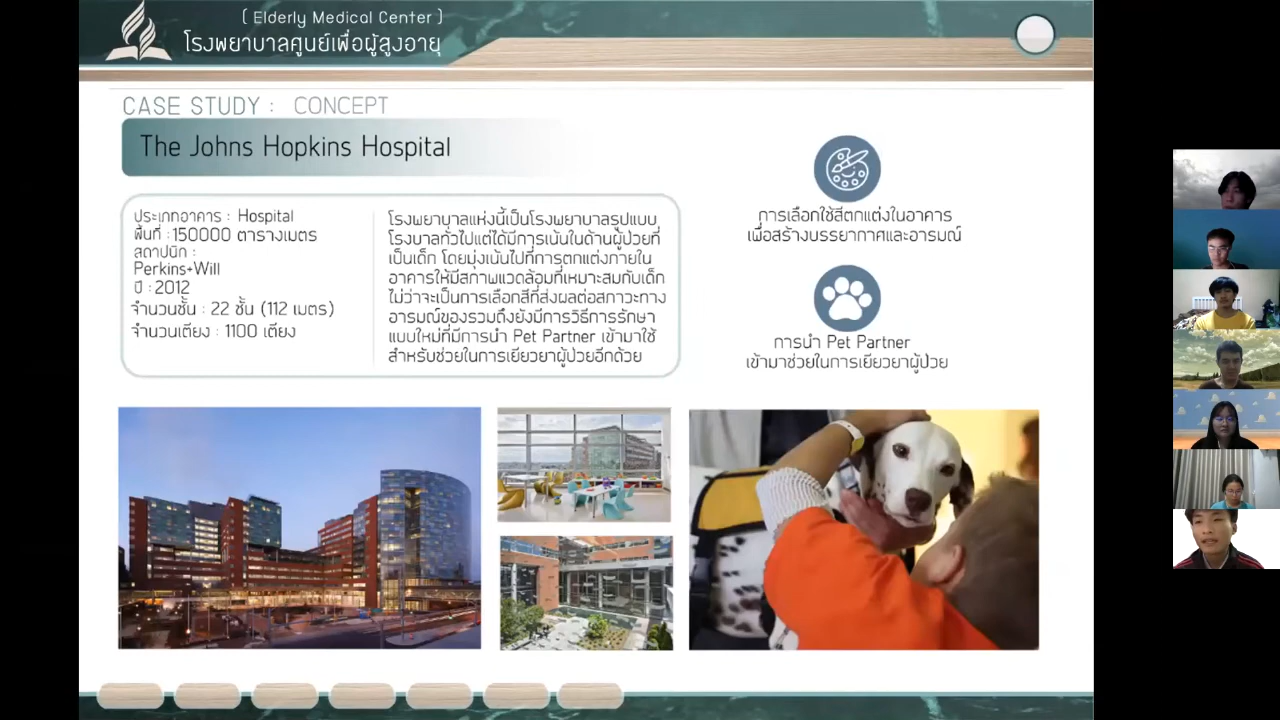 ( Elderly Medical Center )
โรงพยาบาลศูนย์เพื่อผู้สูงอายุ
CASE STUDY : CONCEPT
The Johns Hopkins Hospital
ประเภทอาคาร : Hospital
พื้นที่ :150000 ตารางเมตร
สถาปนิก :
Perkins+Will
ปี : 2012
จำนวนชั้น : 22 ชั้น (112 เมตร)
จำนวนเตียง : 1100 เตียง
โรงพยาบาลแห่งนี้เป็นโรงพยาบาลรูปแบบ
โรงบาลทั่วไปแต่ได้มีการเน้นในด้านผู้ป่วยที่
เป็นเด็ก โดยมุ่งเน้นไปที่การตกแต่งภายใน
อาคารให้มีสภาพแวดล้อมที่เหมาะสมกับเด็ก
ไม่ว่าจะเป็นการเลือกสีที่ส่งผลต่อสภาวะทาง
อารมณ์ของรวมถึงยังมีการวิธีการรักษา
แบบใหม่ที่มีการนำ Pet Partner เข้ามาใช้
สำหรับช่วยในการเยียวยาผู้ป่วยอีกด้วย
การเลือกใช้สีตกแต่งในอาคาร
เพื่อสร้างบรรยากาศและอารมณ์
การนำ Pet Partner
เข้ามาช่วยในการเยียวยาผู้ป่วย